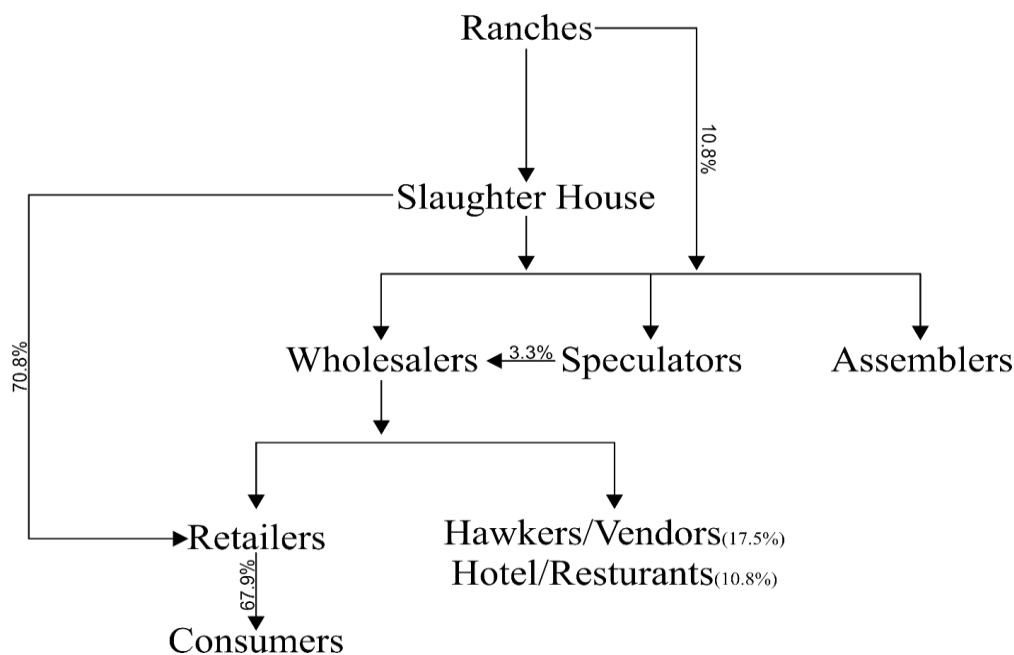 Ranches
10.8%
Slaughter House
70.8%
Wholesalers
3.3%
Speculators
Assemblers
Retailers
Hawkers/Vendors(17.5%)
Hotel/Resturants(10.8%)
67.9%
Consumers